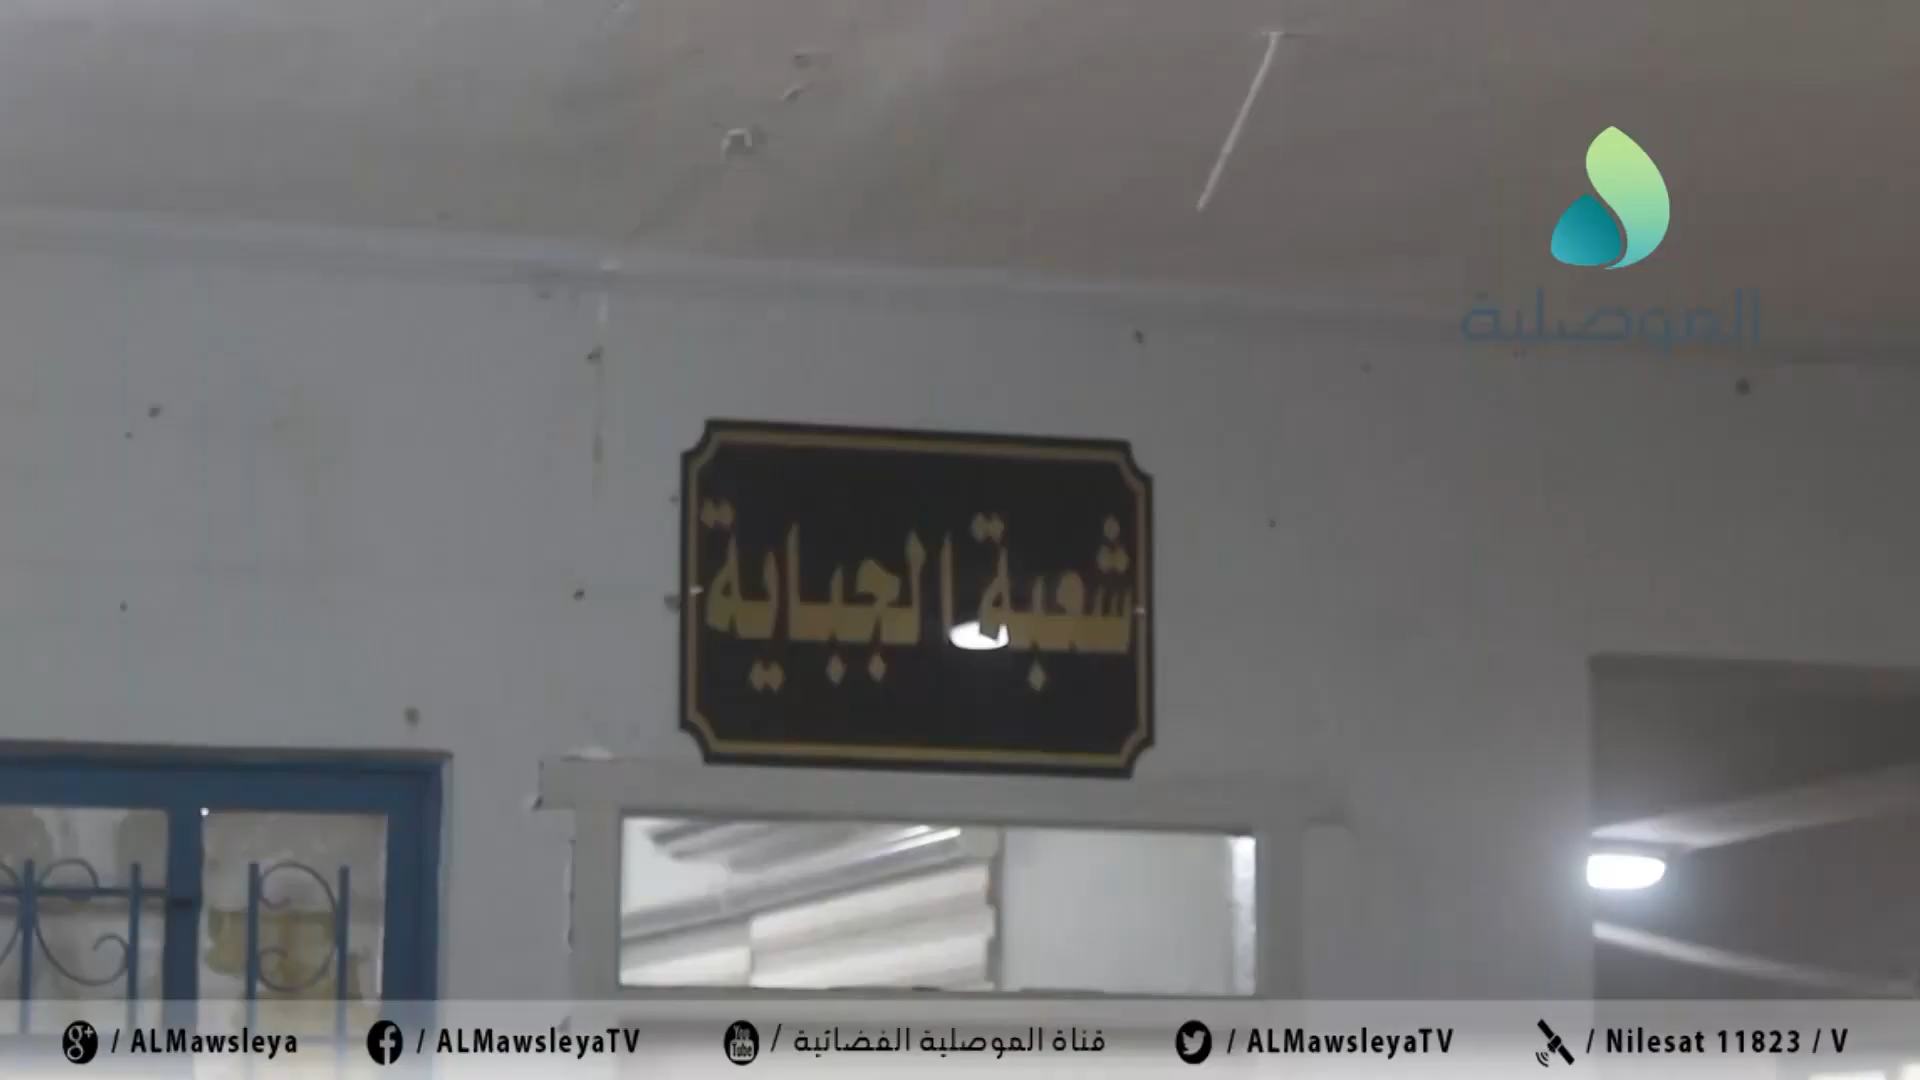 الموصلية
شعبة الجباية
/ ALMawsleya
/ ALMawsleyaTV
/ قناة الموصلية الفضائية
/ ALMawsleyaTV
/ Nilesat 11823 / V